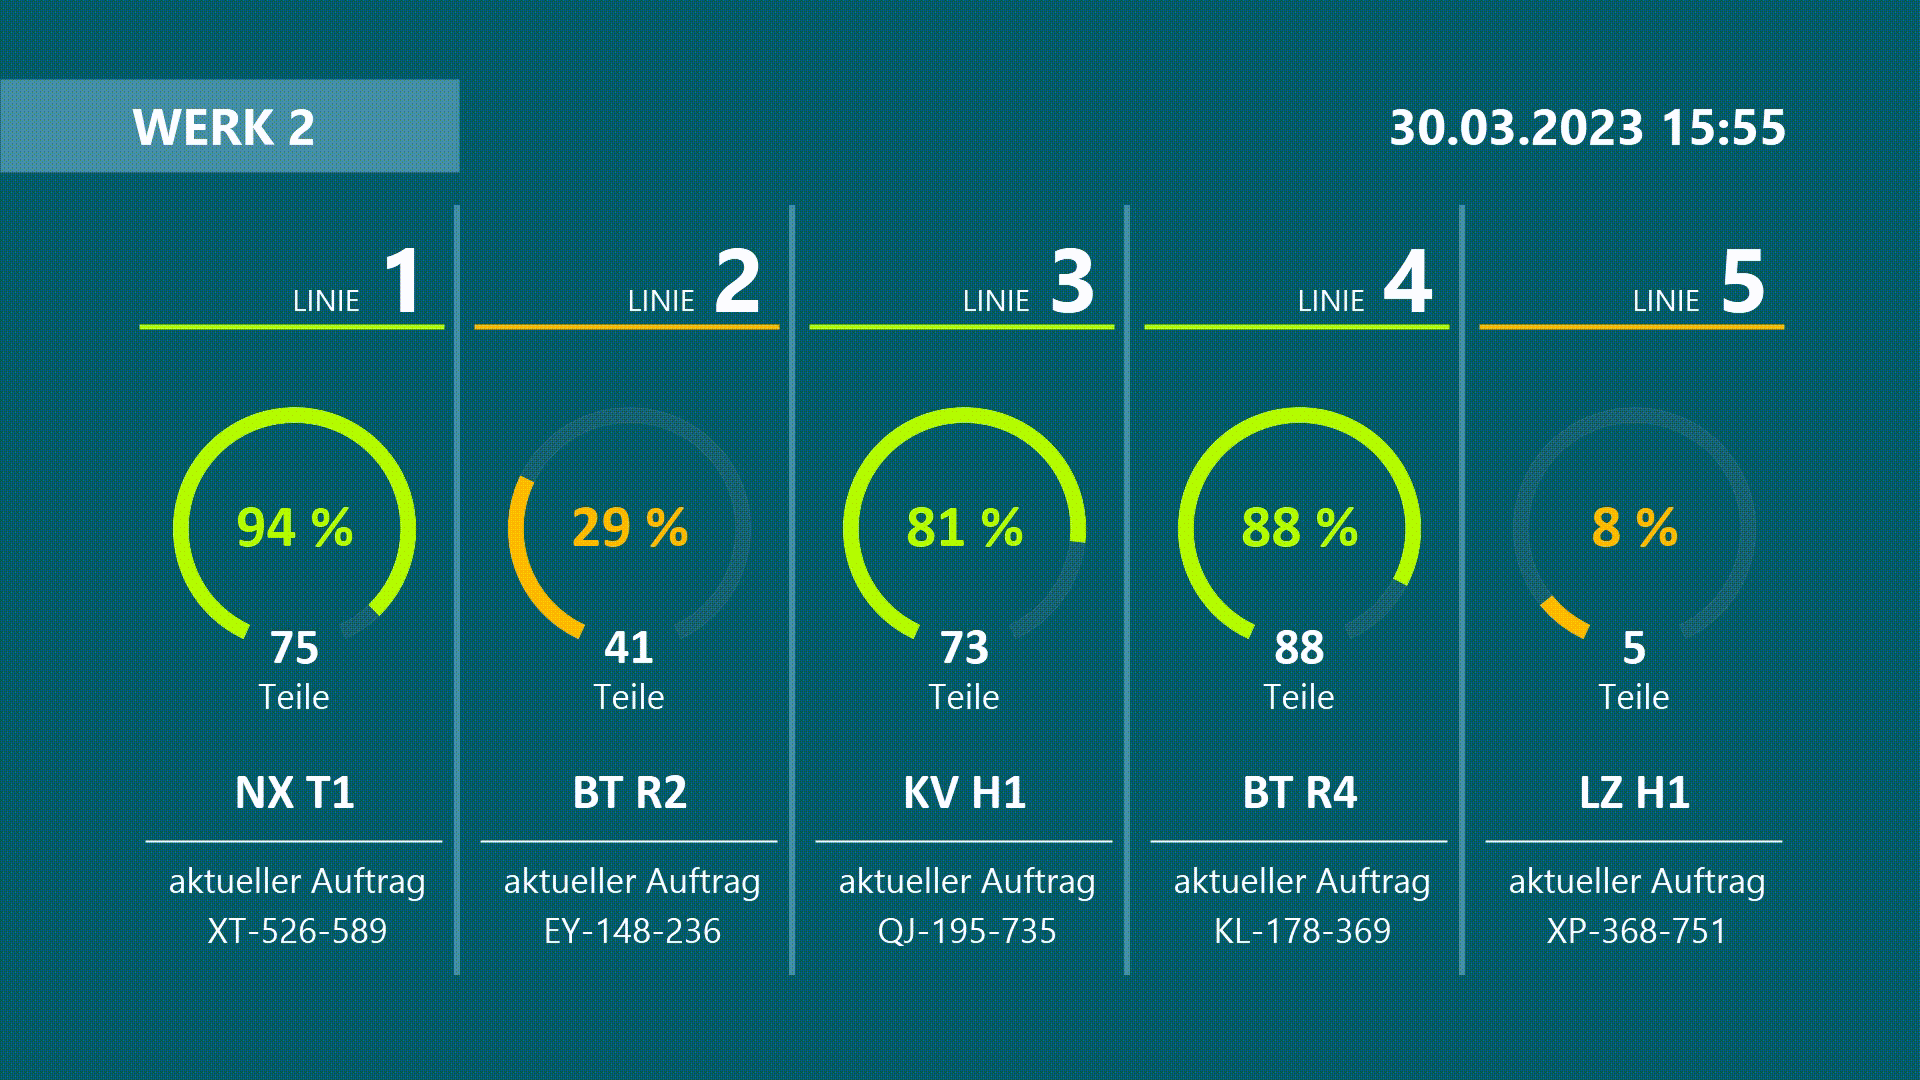 WERK 2
30.03.2023 15:55
LINIE 1
94 %
75
Teile
NX T1
aktueller Auftrag
XT-526-589
LINIE 2
29 %
41
Teile
BT R2
aktueller Auftrag
EY-148-236
LINIE 3
81 %
73
Teile
KV H1
aktueller Auftrag
QJ-195-735
LINIE 4
88 %
88
Teile
BT R4
aktueller Auftrag
KL-178-369
LINIE 5
8 %
5
Teile
LZ H1
aktueller Auftrag
XP-368-751